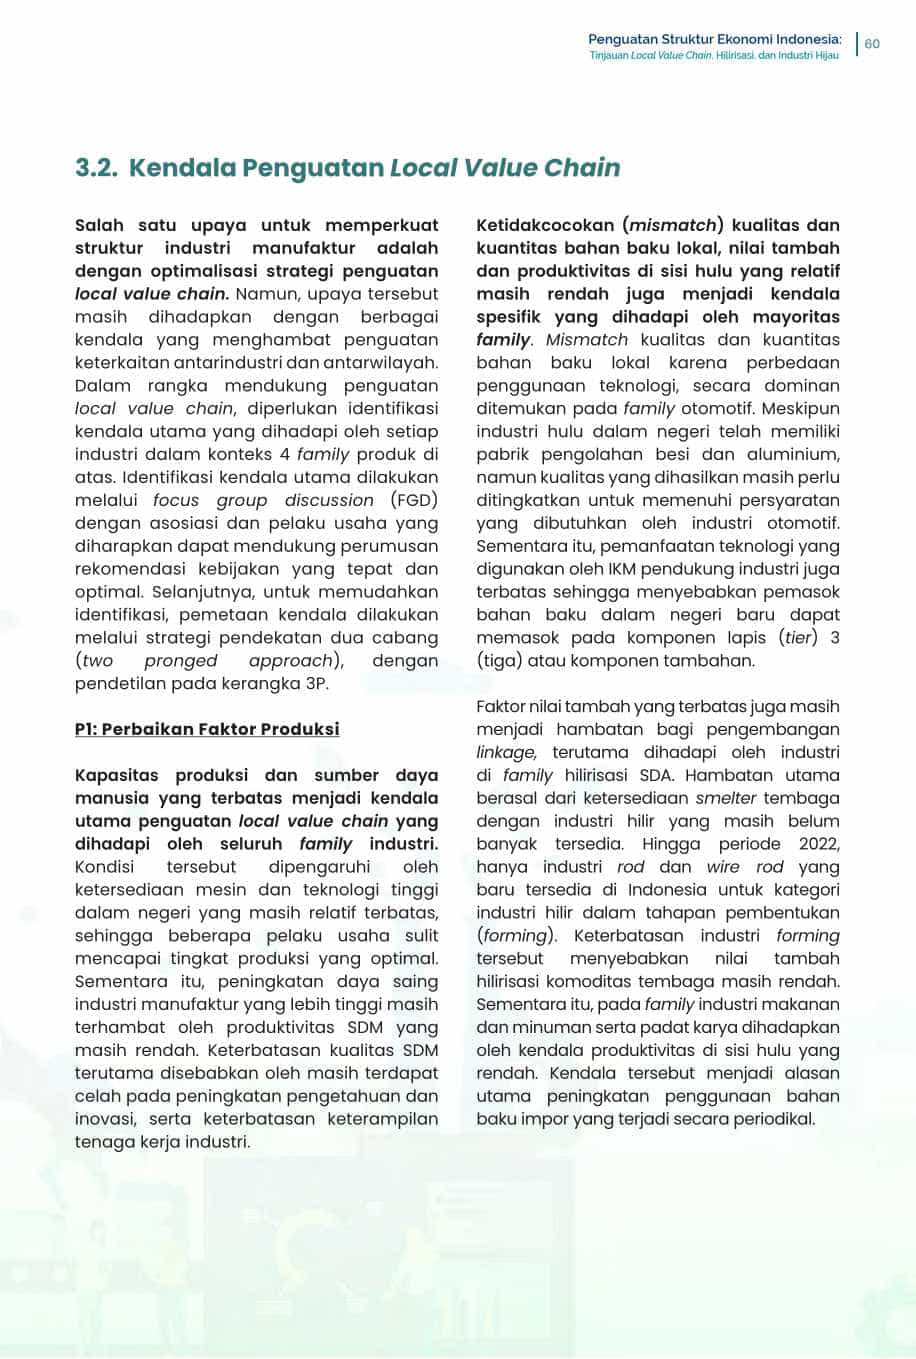 Penguatan Struktur Ekonomi Indonesia:
Tinjauan Local Value Chain, Hilirisasi, dan Industri Hijau
60
3.2. Kendala Penguatan Local Value Chain
Salah satu upaya untuk memperkuat
struktur industri manufaktur adalah
dengan optimalisasi strategi penguatan
local value chain. Namun, upaya tersebut
masih dihadapkan dengan berbagai
kendala yang menghambat penguatan
keterkaitan antarindustri dan antarwilayah.
Dalam rangka mendukung penguatan
local value chain, diperlukan identifikasi
kendala utama yang dihadapi oleh setiap
industri dalam konteks 4 family produk di
atas. Identifikasi kendala utama dilakukan
melalui focus group discussion (FGD)
dengan asosiasi dan pelaku usaha yang
diharapkan dapat mendukung perumusan
rekomendasi kebijakan yang tepat dan
optimal. Selanjutnya, untuk memudahkan
identifikasi, pemetaan kendala dilakukan
melalui strategi pendekatan dua cabang
(two pronged approach), dengan
pendetilan pada kerangka 3P.
P1: Perbaikan Faktor Produksi
Kapasitas produksi dan sumber daya
manusia yang terbatas menjadi kendala
utama penguatan local value chain yang
dihadapi oleh seluruh family industri.
Kondisi tersebut dipengaruhi oleh
ketersediaan mesin dan teknologi tinggi
dalam negeri yang masih relatif terbatas,
sehingga beberapa pelaku usaha sulit
mencapai tingkat produksi yang optimal.
Sementara itu, peningkatan daya saing
industri manufaktur yang lebih tinggi masih
terhambat oleh produktivitas SDM yang
masih rendah. Keterbatasan kualitas SDM
terutama disebabkan oleh masih terdapat
celah pada peningkatan pengetahuan dan
inovasi, serta keterbatasan keterampilan
tenaga kerja industri.
Ketidakcocokan (mismatch) kualitas dan
kuantitas bahan baku lokal, nilai tambah
dan produktivitas di sisi hulu yang relatif
masih rendah juga menjadi kendala
spesifik yang dihadapi oleh mayoritas
family. Mismatch kualitas dan kuantitas
bahan baku lokal karena perbedaan
penggunaan teknologi, secara dominan
ditemukan pada family otomotif. Meskipun
industri hulu dalam negeri telah memiliki
pabrik pengolahan besi dan aluminium,
namun kualitas yang dihasilkan masih perlu
ditingkatkan untuk memenuhi persyaratan
yang dibutuhkan oleh industri otomotif.
Sementara itu, pemanfaatan teknologi yang
digunakan oleh IKM pendukung industri juga
terbatas sehingga menyebabkan pemasok
bahan baku dalam negeri baru dapat
memasok pada komponen lapis (tier) 3
(tiga) atau komponen tambahan.
Faktor nilai tambah yang terbatas juga masih
menjadi hambatan bagi pengembangan
linkage, terutama dihadapi oleh industri
di family hilirisasi SDA. Hambatan utama
berasal dari ketersediaan smelter tembaga
dengan industri hilir yang masih belum
banyak tersedia. Hingga periode 2022,
hanya industri rod dan wire rod yang
baru tersedia di Indonesia untuk kategori
industri hilir dalam tahapan pembentukan
(forming). Keterbatasan industri forming
tersebut menyebabkan nilai tambah
hilirisasi komoditas tembaga masih rendah.
Sementara itu, pada family industri makanan
dan minuman serta padat karya dihadapkan
oleh kendala produktivitas di sisi hulu yang
rendah. Kendala tersebut menjadi alasan
utama peningkatan penggunaan bahan
baku impor yang terjadi secara periodikal.